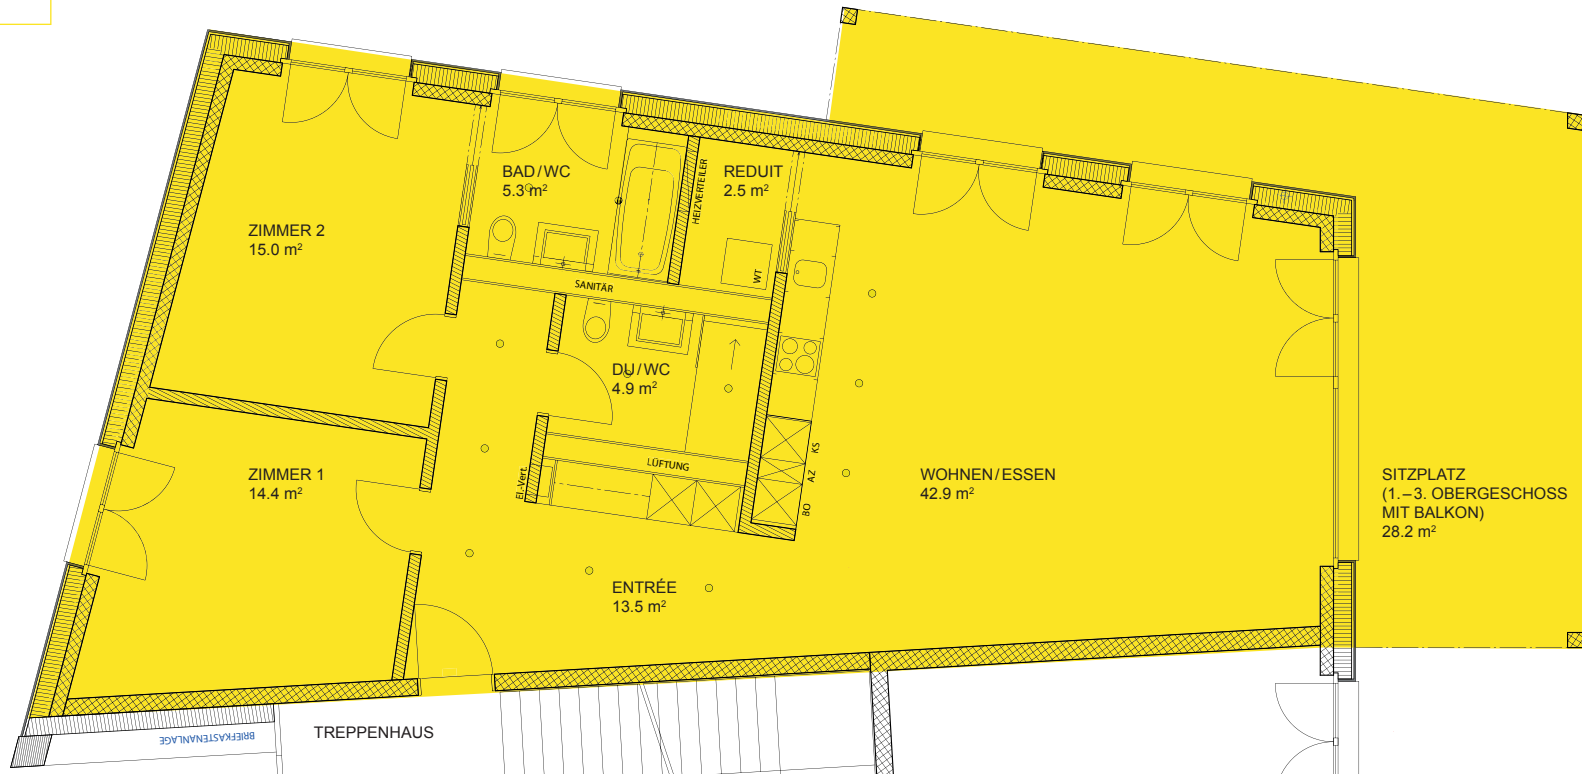 BAD/WC
5.3 m²
REDUIT
2.5 m²
HEIZVERTEILER
ZIMMER 2
15.0 m²
WT
SANITÄR
DU/WC
4.9 m²
ZIMMER 1
14.4 m²
LÜFTUNG
El.-Vert.
KS
AZ
BO
WOHNEN/ESSEN
42.9 m²
SITZPLATZ
(1.–3. OBERGESCHOSS
MIT BALKON)
28.2 m²
ENTRÉE
13.5 m²
TREPPENHAUS
BRIEFKASTENANLAGE